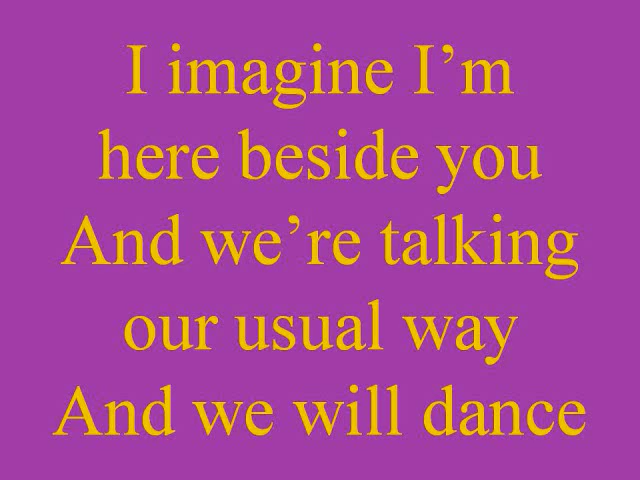 I imagine I’m
here beside you
And we’re talking
our usual way
And we will dance